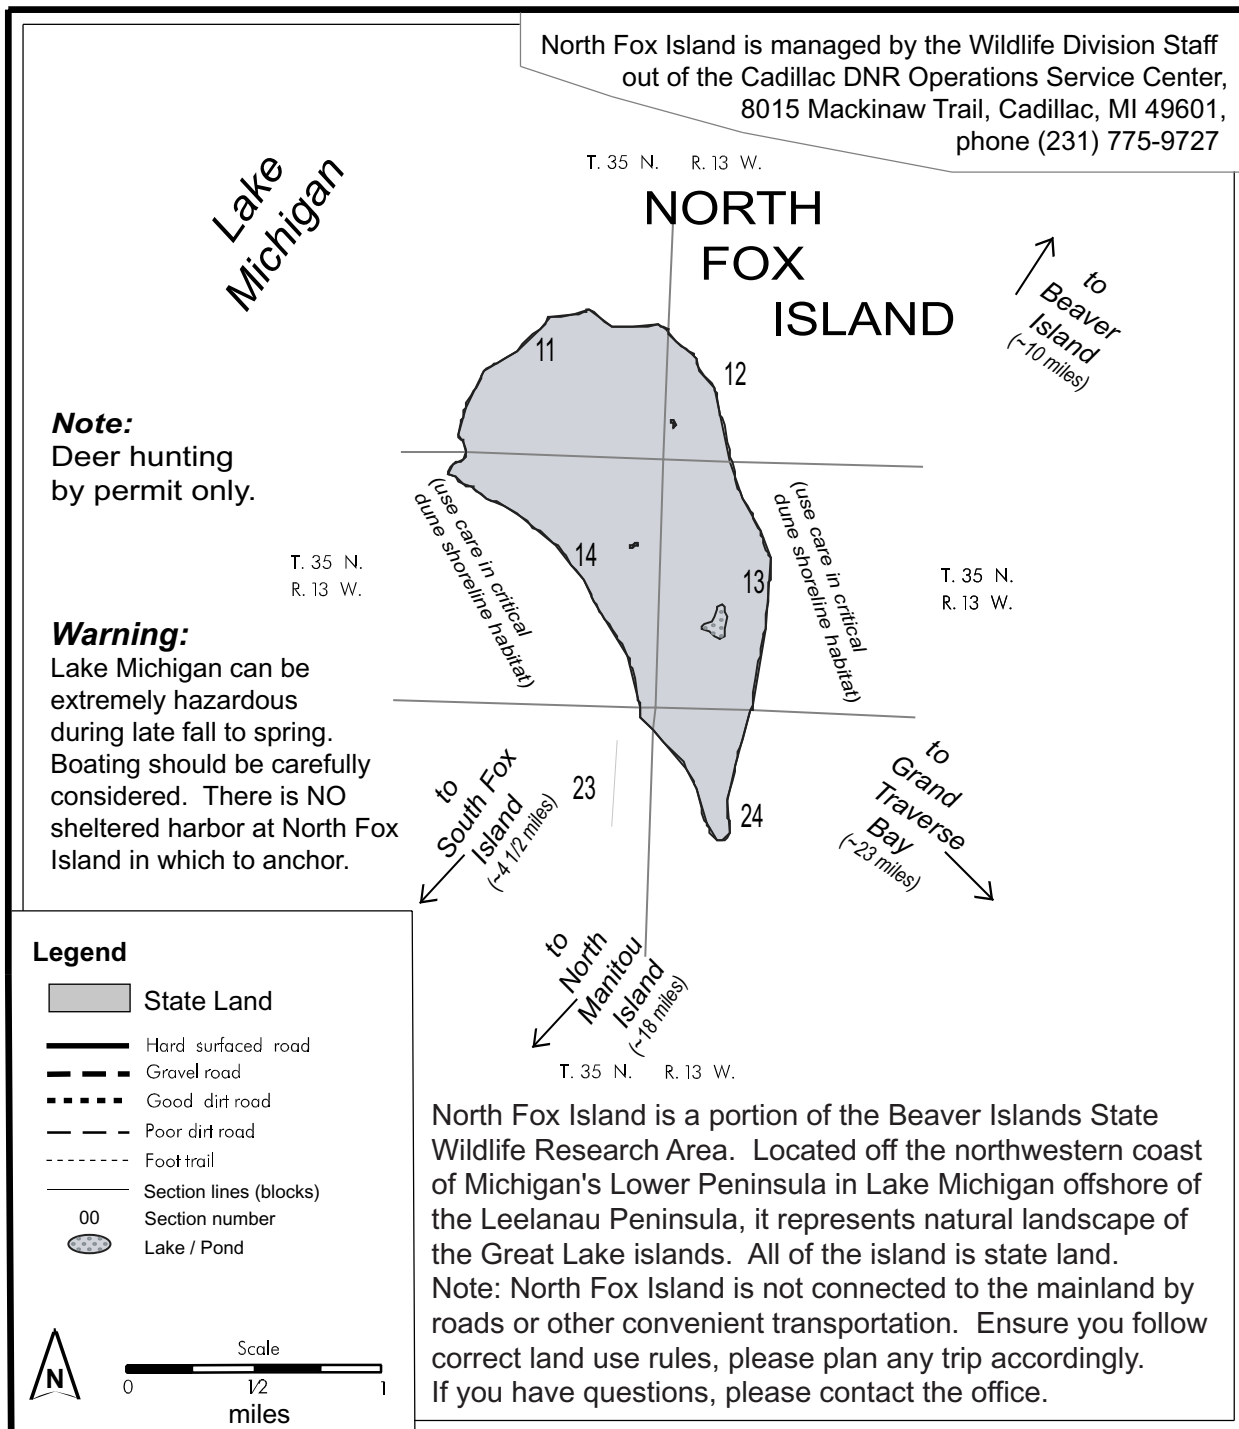 North Fox Island is managed by the Wildlife Division Staff
out of the Cadillac DNR Operations Service Center,
8015 Mackinaw Trail, Cadillac, MI 49601,
phone (231) 775-9727
T. 35 N. R. 13 W.
Lake
Michigan
NORTH
FOX
ISLAND
to
Beaver
Island
(~10 miles)
11
12
Note:
Deer hunting
by permit only.
(use care in critical
dune shoreline habitat)
(use care in critical
dune shoreline habitat)
14
13
T. 35 N.
R. 13 W.
T. 35 N.
R. 13 W.
Warning:
Lake Michigan can be
extremely hazardous
during late fall to spring.
Boating should be carefully
considered. There is NO
sheltered harbor at North Fox
Island in which to anchor.
to
South Fox
Island
(~4 1/2 miles)
23
24
to
Grand
Traverse
Bay
(~23 miles)
to
North
Manitou
Island
(~18 miles)
T. 35 N. R. 13 W.
Legend
State Land
Hard surfaced road
Gravel road
Good dirt road
Poor dirt road
Foot trail
Section lines (blocks)
00 Section number
Lake / Pond
N
Scale
0 1/2 1
miles
North Fox Island is a portion of the Beaver Islands State
Wildlife Research Area. Located off the northwestern coast
of Michigan's Lower Peninsula in Lake Michigan offshore of
the Leelanau Peninsula, it represents natural landscape of
the Great Lake islands. All of the island is state land.
Note: North Fox Island is not connected to the mainland by
roads or other convenient transportation. Ensure you follow
correct land use rules, please plan any trip accordingly.
If you have questions, please contact the office.